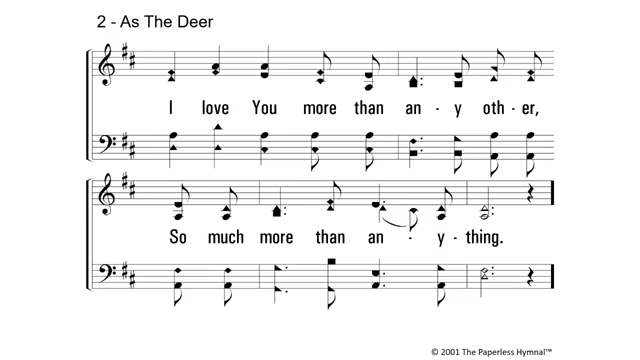 2 - As The Deer
I love You more than an - y oth - er,
So much more than an - y - thing.
© 2001 The Paperless Hymnal™